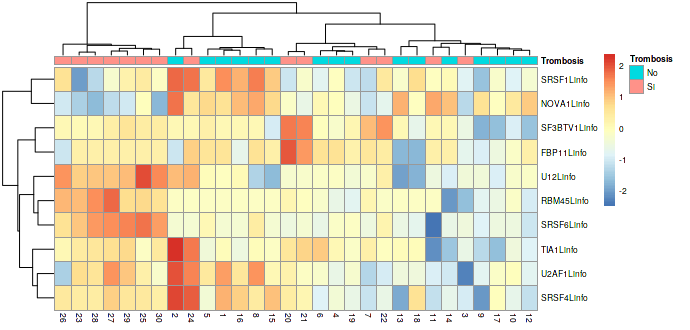 Trombosis
SRSF1Linfo
NOVA1Linfo
SF3BTV1Linfo
FBP11Linfo
U12Linfo
RBM45Linfo
SRSF6Linfo
TIA1Linfo
U2AF1Linfo
SRSF4Linfo
26 23 28 27 29 25 30 2 24 5 1 16 8 15 20 21 6 4 19 7 22 13 18 11 14 3 9 17 10 12
2
1
0
-1
-2
Trombosis
No
SI